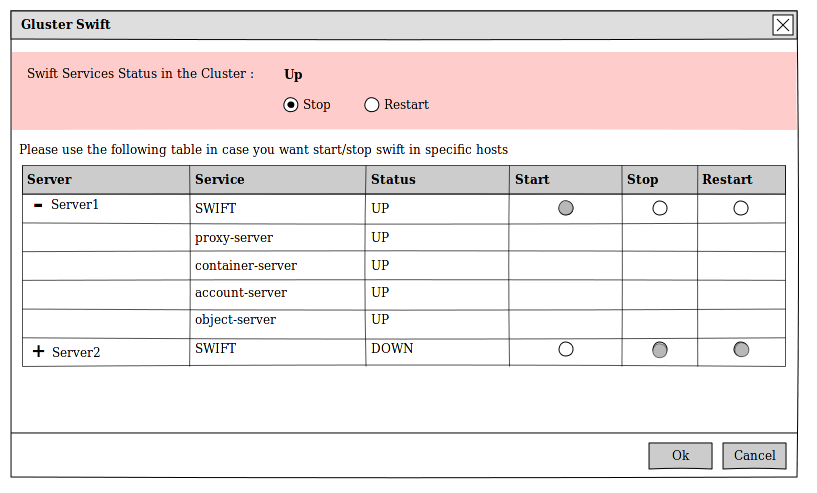 Gluster Swift
Swift Services Status in the Cluster : Up
Stop Restart
Please use the following table in case you want start/stop swift in specific hosts
Server Service Status Start Stop Restart
- Server1 SWIFT UP
proxy-server UP
container-server UP
account-server UP
object-server UP
+ Server2 SWIFT DOWN
Ok Cancel